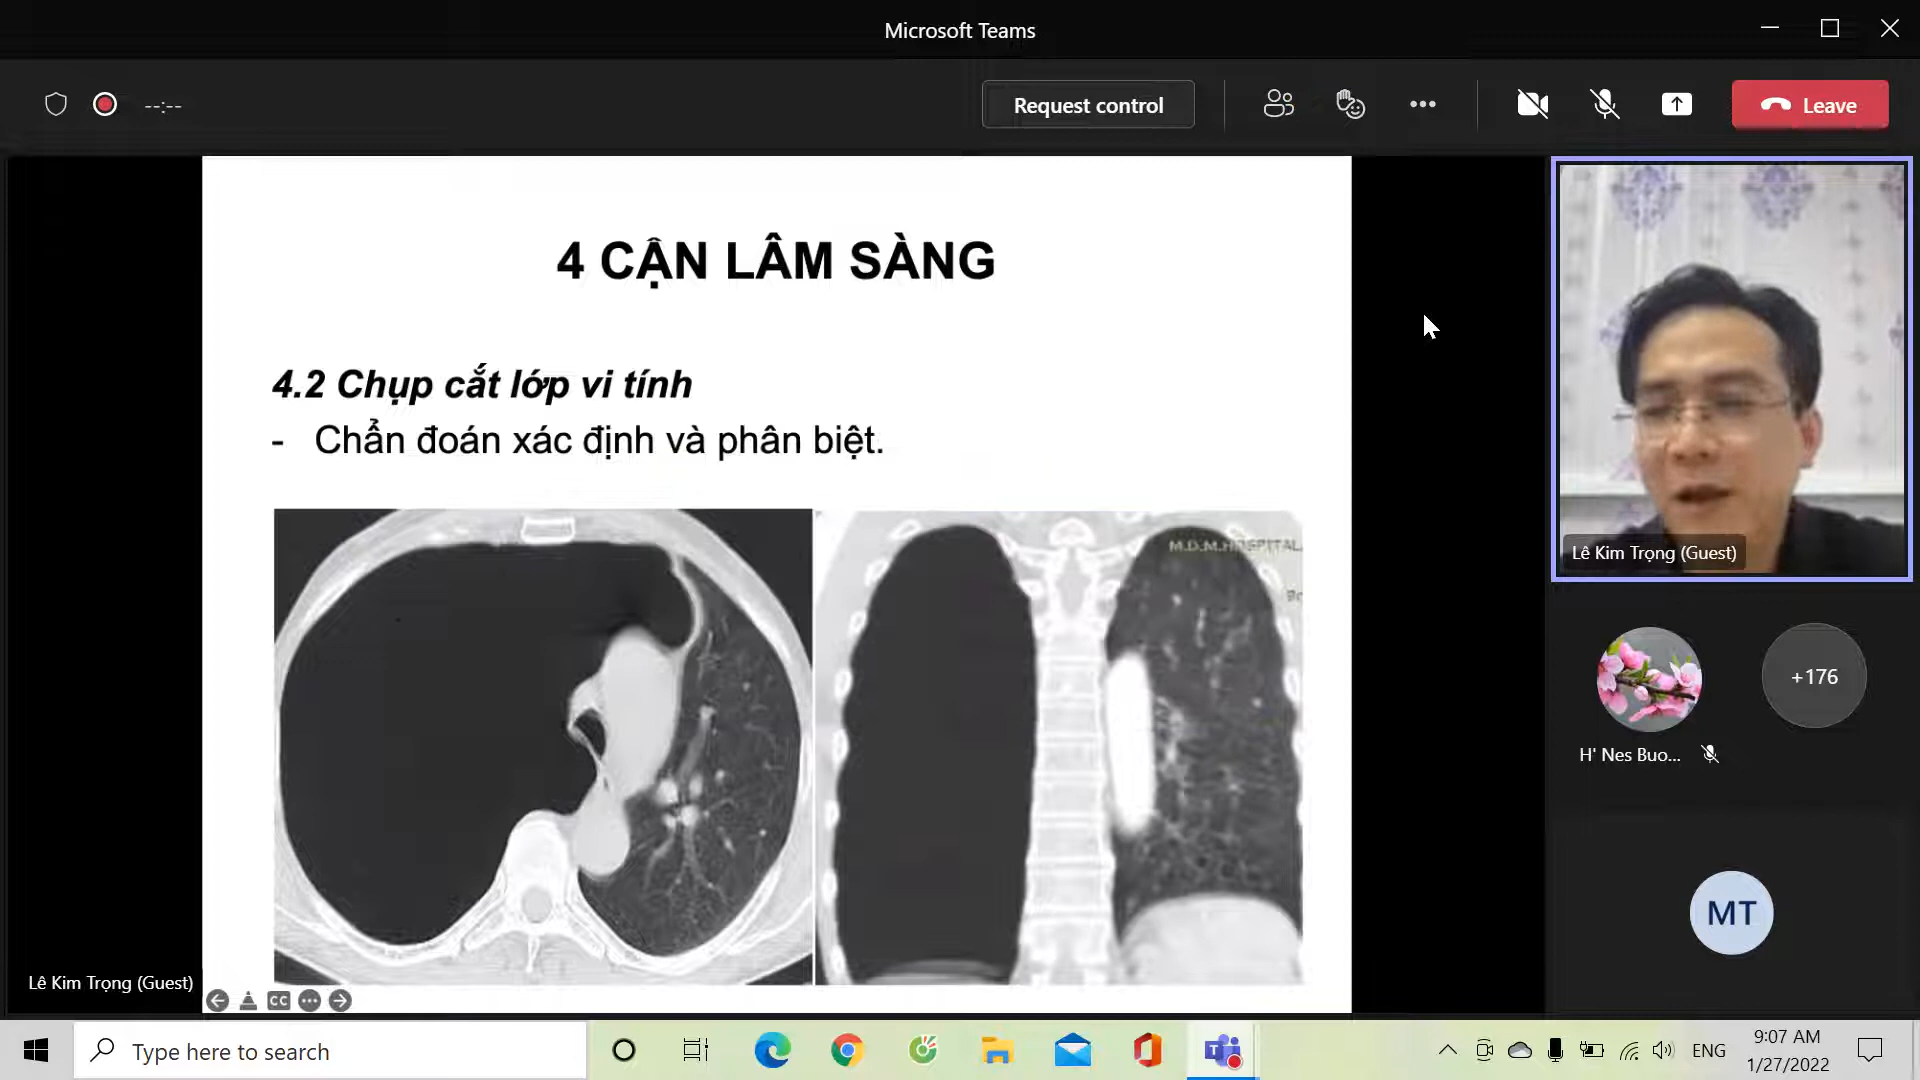 Microsoft Teams
--:--
Request control
Leave
4 CẬN LÂM SÀNG
4.2 Chụp cắt lớp vi tính
- Chẩn đoán xác định và phân biệt.
M.D.M.HOSPITAL
Lê Kim Trọng (Guest)
+176
H' Nes Buo...
MT
Lê Kim Trọng (Guest)
CC
Type here to search
ENG
9:07 AM
1/27/2022